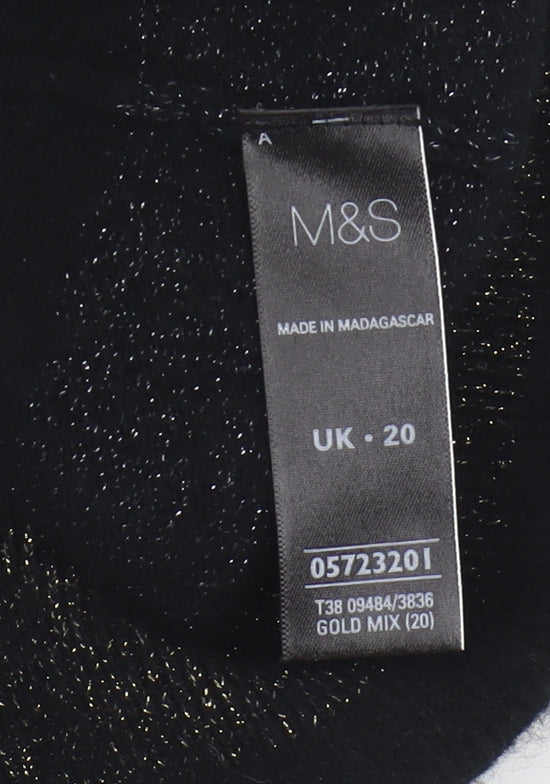 A
M&S
MADE IN MADAGASCAR
UK • 20
05723201
T38 09484/3836
GOLD MIX (20)